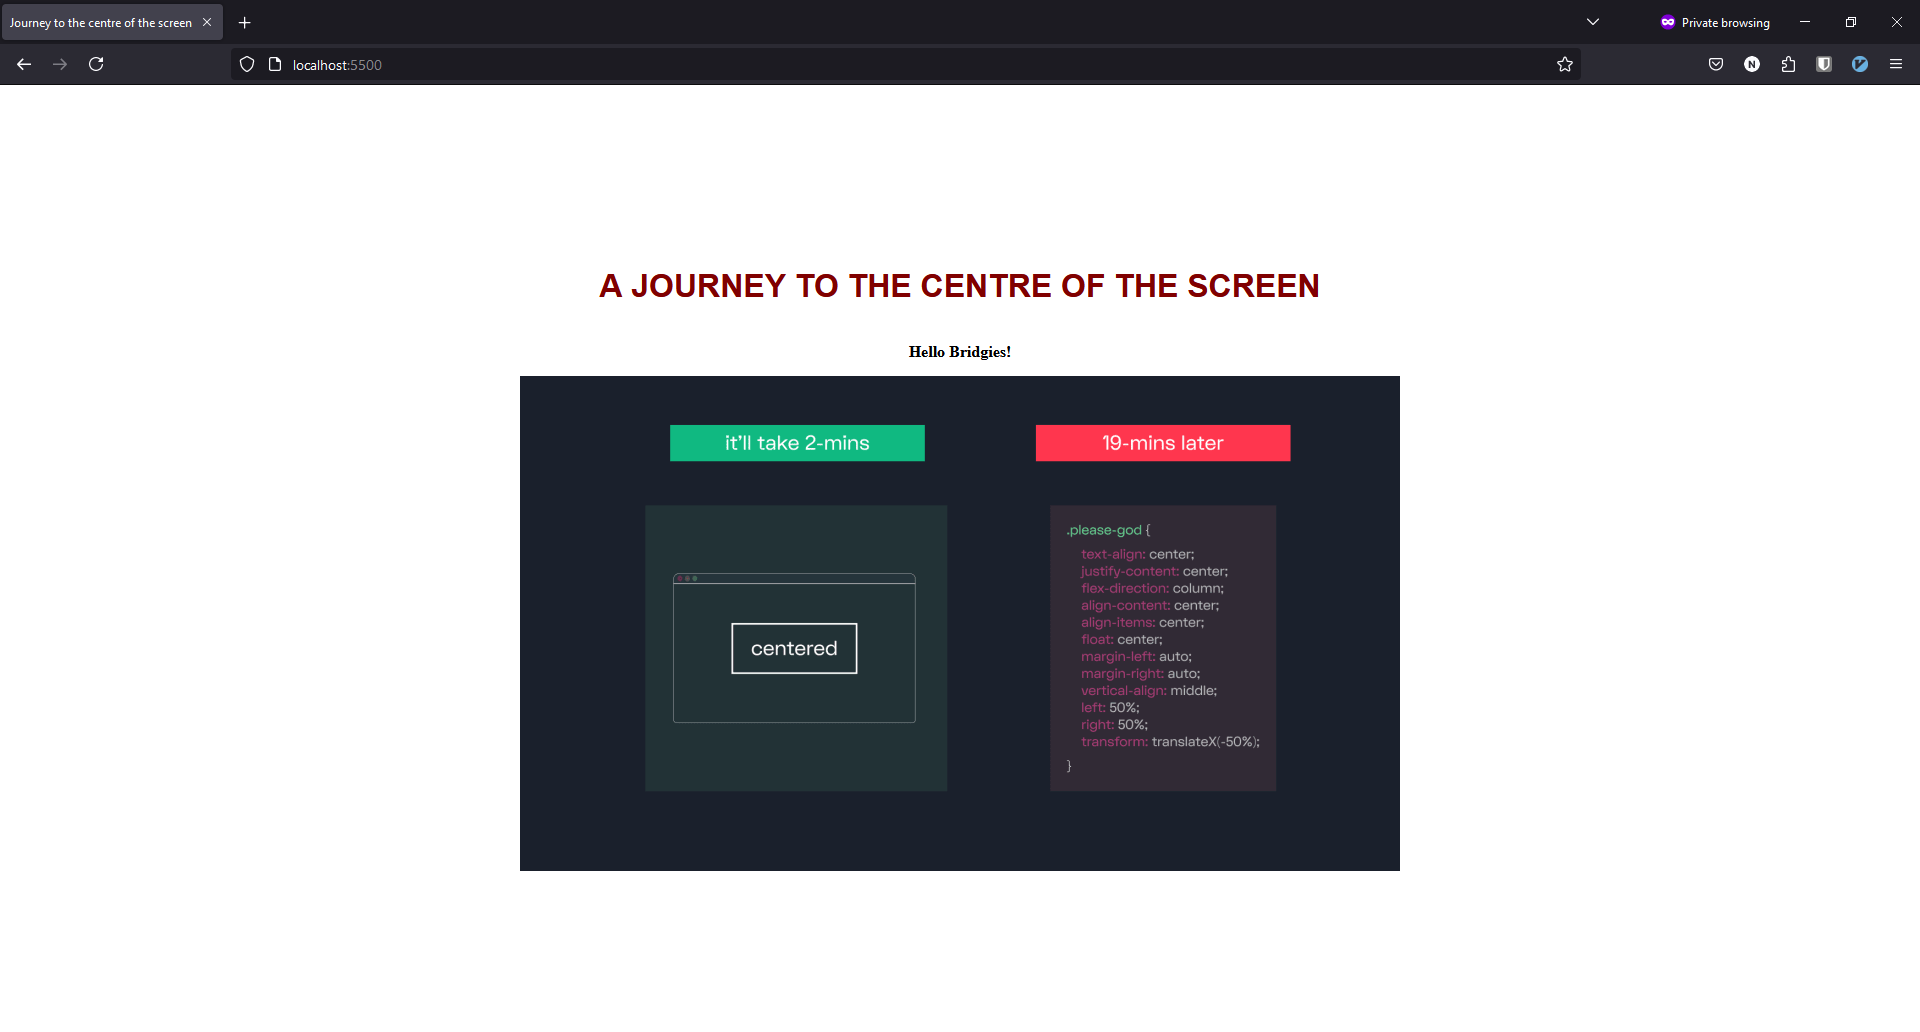 Journey to the centre of the screen
Private browsing
localhost:5500
N
A JOURNEY TO THE CENTRE OF THE SCREEN
Hello Bridgies!
it'll take 2-mins
19-mins later
centered
.please-god {
text-align: center;
justify-content: center;
flex-direction: column;
align-content: center;
align-items: center;
float: center;
margin-left: auto;
margin-right: auto;
vertical-align: middle;
left: 50%;
right: 50%;
transform: translateX(-50%);
}